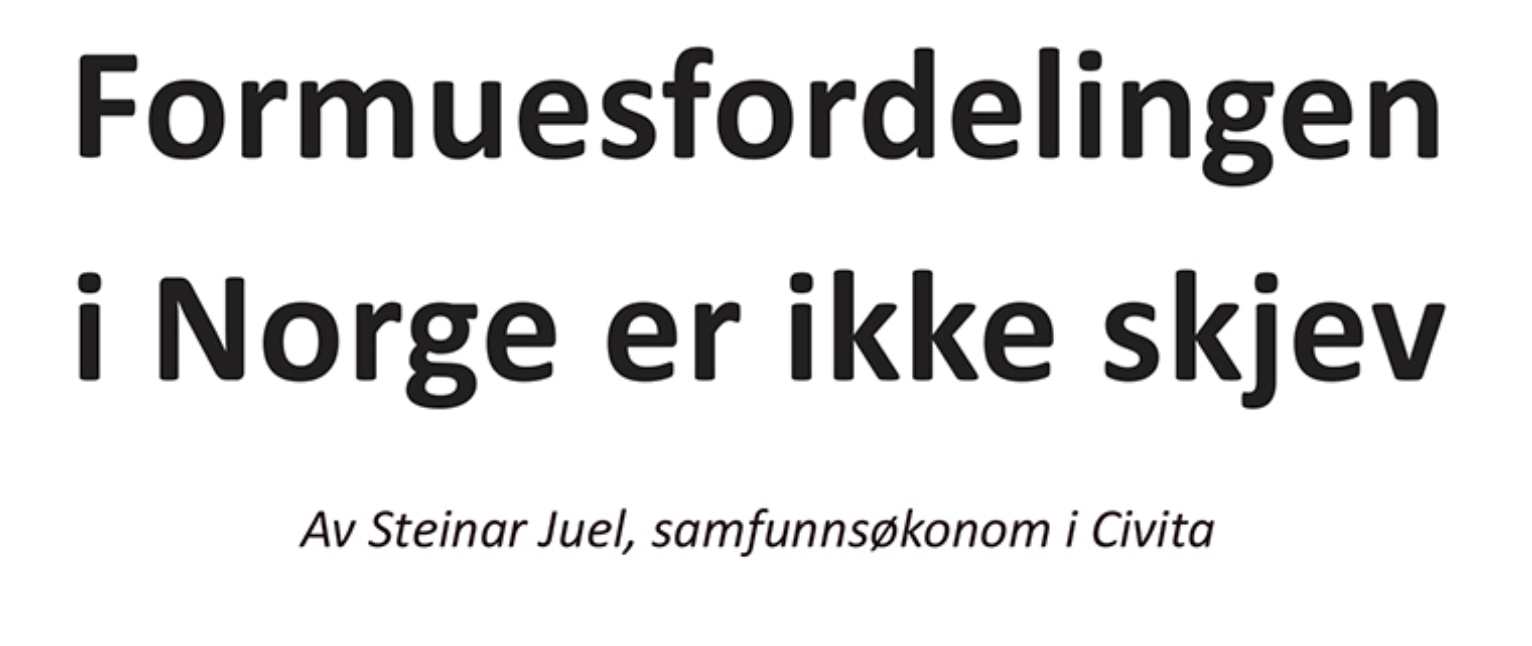 Formuesfordelingen
i Norge er ikke skjev
Av Steinar Juel, samfunnsøkonom i Civita